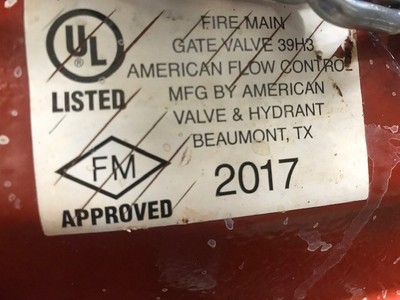 UL
®
LISTED
FM
APPROVED
FIRE MAIN
GATE VALVE 39H3
AMERICAN FLOW CONTROL
MFG BY AMERICAN
VALVE & HYDRANT
BEAUMONT, TX
2017